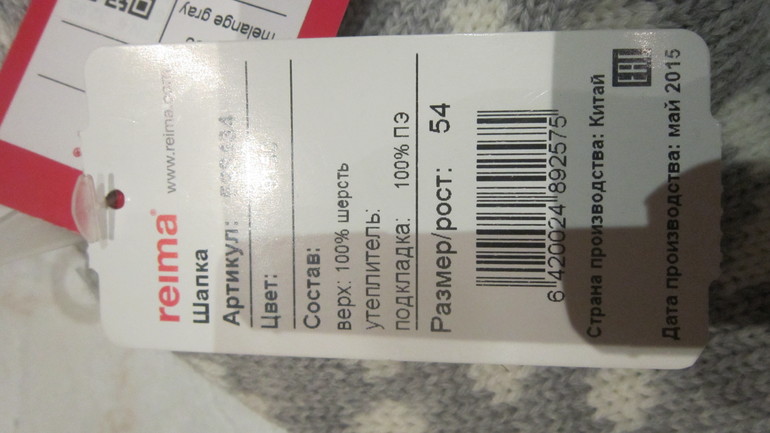 reima® www.reima.com
Шапка
Артикул:
Цвет:
Состав:
верх: 100% шерсть
утеплитель:
подкладка: 100% ПЭ
Размер/рост: 54
6 420024 892575
Страна производства: Китай
EAC
Дата производства: май 2015
melange gray